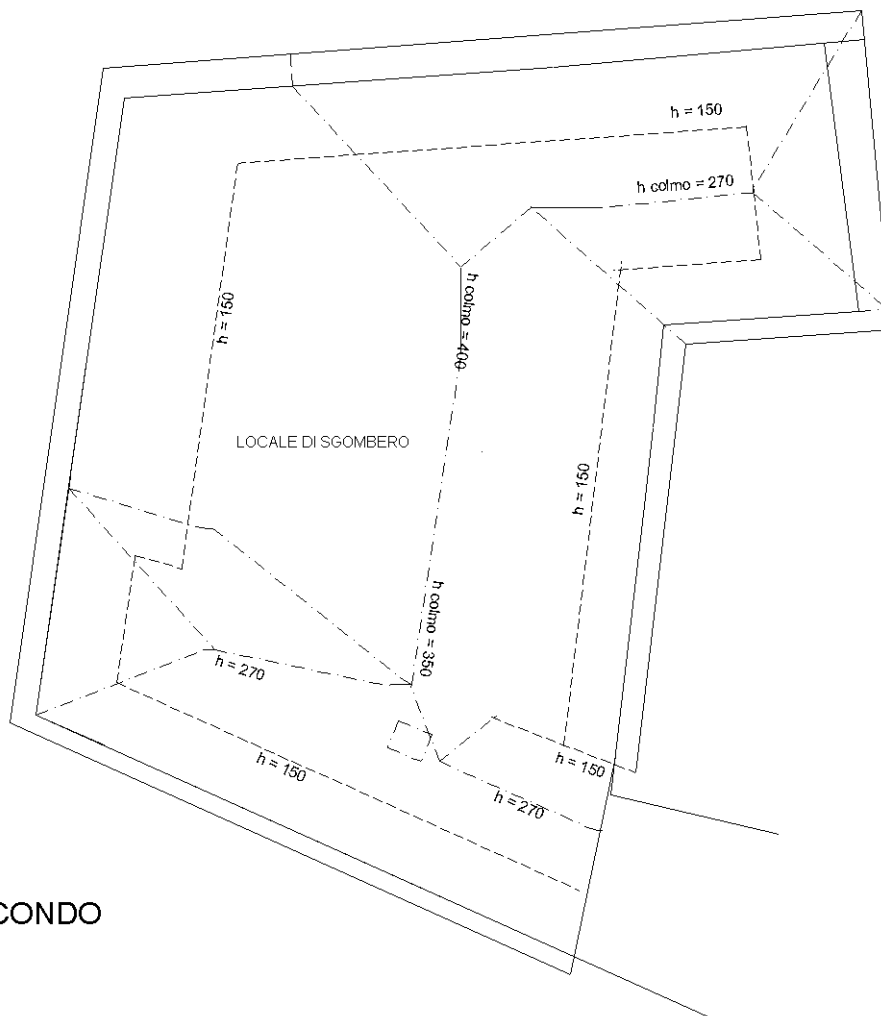 h = 150
h colmo = 270
h = 150
h colmo = 400
LOCALE DI SGOMBERO
h = 150
h colmo = 350
h = 270
h = 150
h = 150
h = 270
CONDO